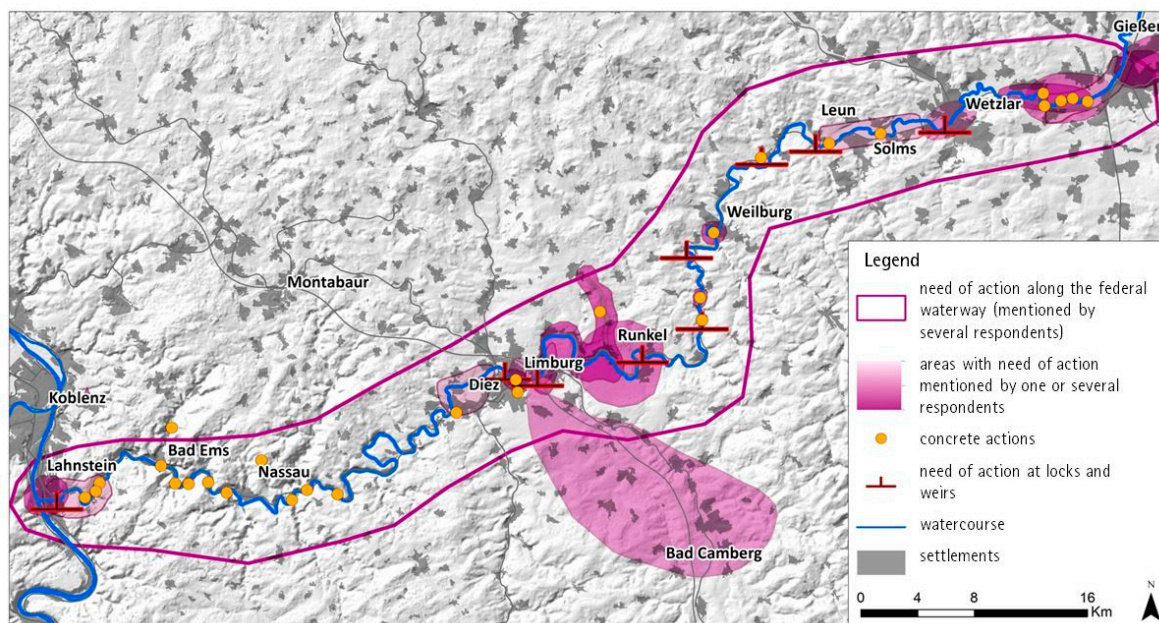 Gießen
Wetzlar
Leun
Solms
Weilburg
Montabaur
Runkel
Limburg
Diez
Koblenz
Bad Ems
Lahnstein
Nassau
Bad Camberg
Legend
need of action along the federal
waterway (mentioned by
several respondents)
areas with need of action
mentioned by one or several
respondents
concrete actions
need of action at locks and
weirs
watercourse
settlements
N
0 4 8 16
Km